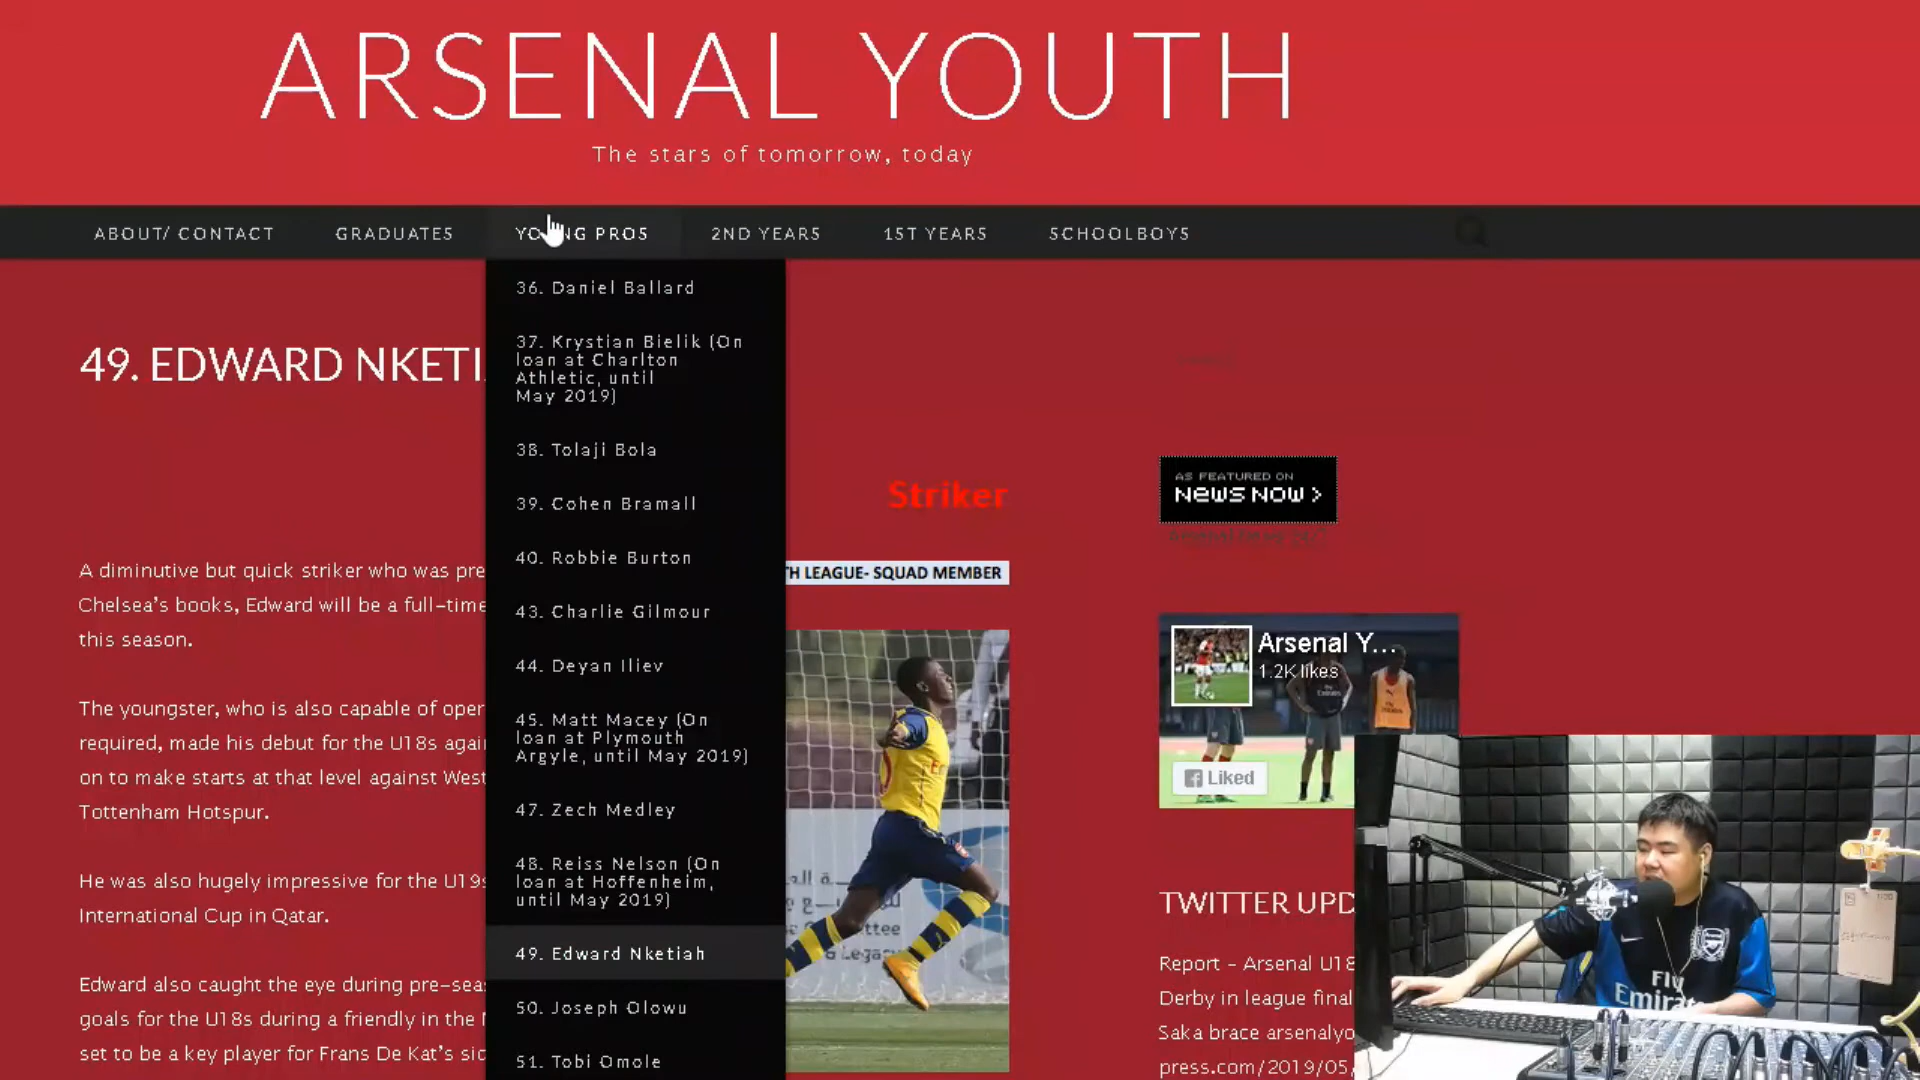 ARSENAL YOUTH
The stars of tomorrow, today
ABOUT/ CONTACT
GRADUATES
YOUNG PROS
2ND YEARS
1ST YEARS
SCHOOLBOYS
49. EDWARD NKETI
Striker
TH LEAGUE- SQUAD MEMBER
A diminutive but quick striker who was pre
Chelsea's books, Edward will be a full-time
this season.
The youngster, who is also capable of oper
required, made his debut for the U18s agai
on to make starts at that level against West
Tottenham Hotspur.
He was also hugely impressive for the U19s
International Cup in Qatar.
Edward also caught the eye during pre-sea
goals for the U18s during a friendly in the
set to be a key player for Frans De Kat's sid
36. Daniel Ballard
37. Krystian Bielik (On
loan at Charlton
Athletic, until
May 2019)
38. Tolaji Bola
39. Cohen Bramall
40. Robbie Burton
43. Charlie Gilmour
44. Deyan Iliev
45. Matt Macey (On
loan at Plymouth
Argyle, until May 2019)
47. Zech Medley
48. Reiss Nelson (On
loan at Hoffenheim,
until May 2019)
49. Edward Nketiah
50. Joseph Olowu
51. Tobi Omole
AS FEATURED ON
NEWS NOW >
Arsenal News 24/7
Arsenal Y...
1.2K likes
Liked
TWITTER UPD
Report - Arsenal U18
Derby in league final
Saka brace arsenalyo
press.com/2019/05/
Fly
Emirates